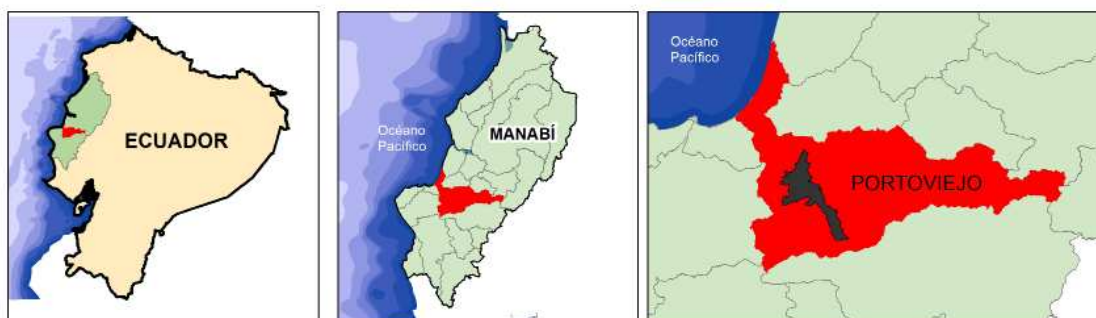 ECUADOR
Océano
Pacífico
MANABÍ
Océano
Pacífico
PORTOVIEJO